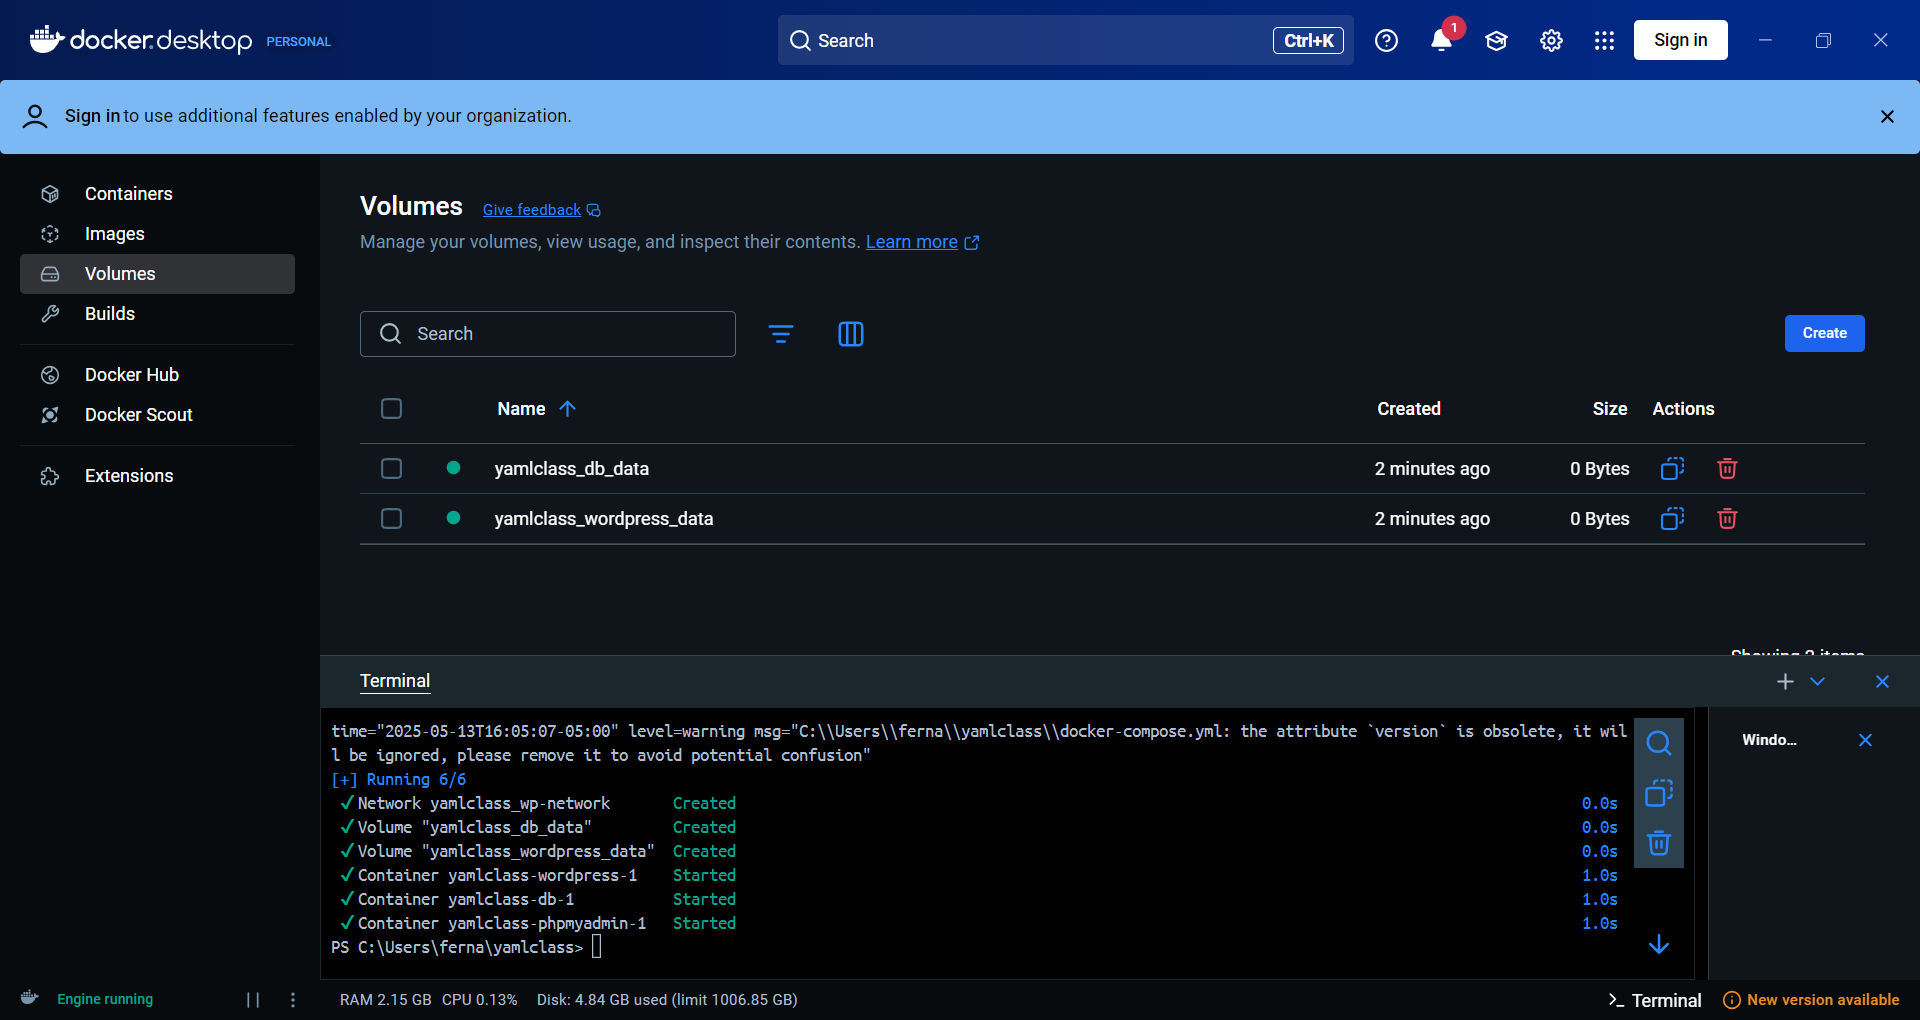 docker.desktop PERSONAL
Search Ctrl+K
1
Sign in
Sign in to use additional features enabled by your organization.
Containers
Images
Volumes
Builds
Docker Hub
Docker Scout
Extensions
Volumes Give feedback
Manage your volumes, view usage, and inspect their contents. Learn more
Search
Create
Name Created Size Actions
yamlclass_db_data 2 minutes ago 0 Bytes
yamlclass_wordpress_data 2 minutes ago 0 Bytes
Showing 2 items
Terminal
time="2025-05-13T16:05:07-05:00" level=warning msg="C:\\Users\\ferna\\yamlclass\\docker-compose.yml: the attribute `version` is obsolete, it wil
l be ignored, please remove it to avoid potential confusion"
[+] Running 6/6
✓Network yamlclass_wp-network Created 0.0s
✓Volume "yamlclass_db_data" Created 0.0s
✓Volume "yamlclass_wordpress_data" Created 0.0s
✓Container yamlclass-wordpress-1 Started 1.0s
✓Container yamlclass-db-1 Started 1.0s
✓Container yamlclass-phpmyadmin-1 Started 1.0s
PS C:\Users\ferna\yamlclass>
Windo...
Engine running
RAM 2.15 GB CPU 0.13% Disk: 4.84 GB used (limit 1006.85 GB)
>_ Terminal
New version available